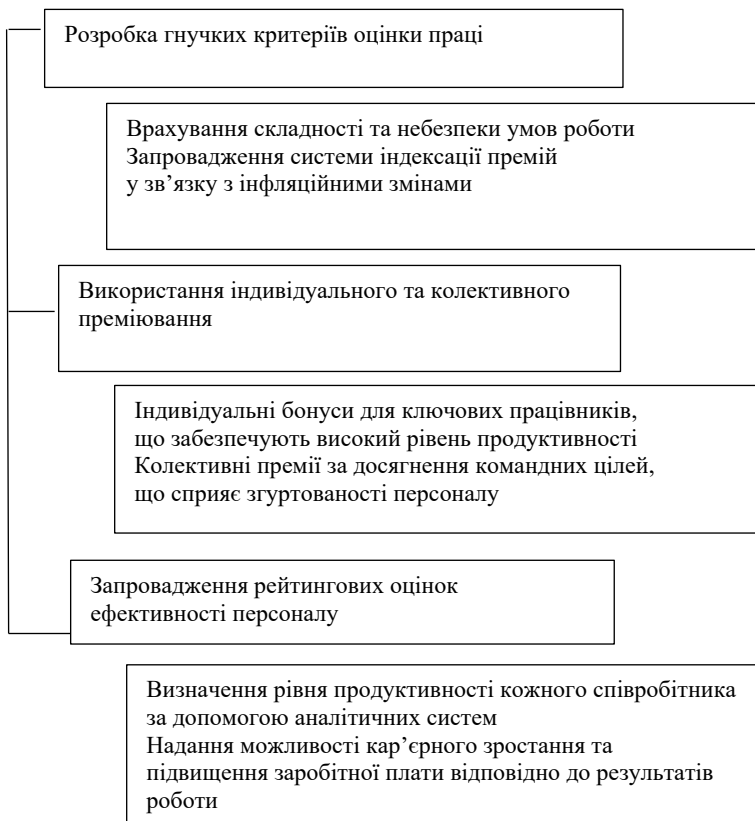 Розробка гнучких критеріїв оцінки праці
Врахування складності та небезпеки умов роботи
Запровадження системи індексації премій
у зв’язку з інфляційними змінами
Використання індивідуального та колективного
преміювання
Індивідуальні бонуси для ключових працівників,
що забезпечують високий рівень продуктивності
Колективні премії за досягнення командних цілей,
що сприяє згуртованості персоналу
Запровадження рейтингових оцінок
ефективності персоналу
Визначення рівня продуктивності кожного співробітника
за допомогою аналітичних систем
Надання можливості кар’єрного зростання та
підвищення заробітної плати відповідно до результатів
роботи